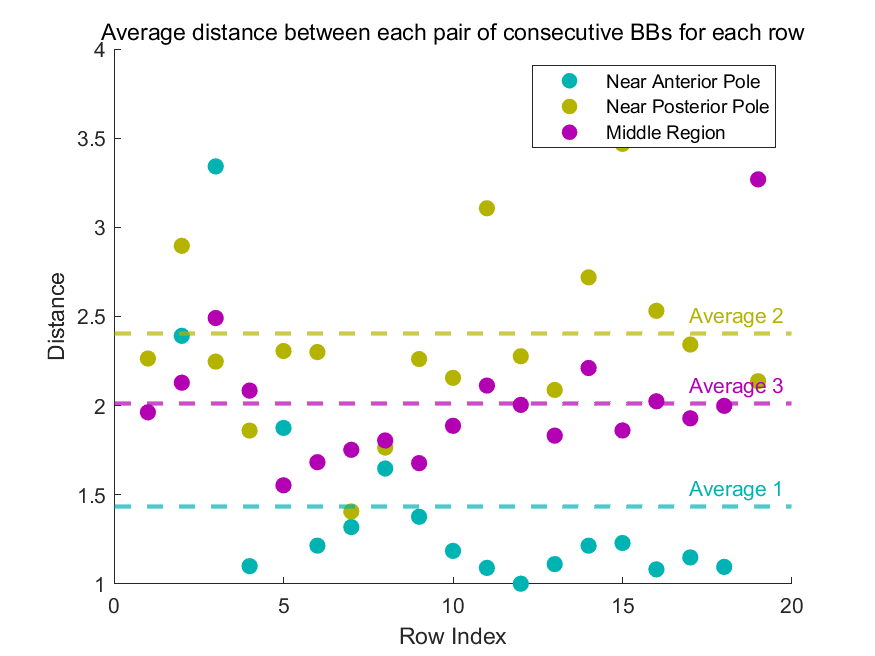 Average distance between each pair of consecutive BBs for each row
4
3.5
3
2.5
2
1.5
1
Distance
Near Anterior Pole
Near Posterior Pole
Middle Region
Average 2
Average 3
Average 1
0
5
10
15
20
Row Index